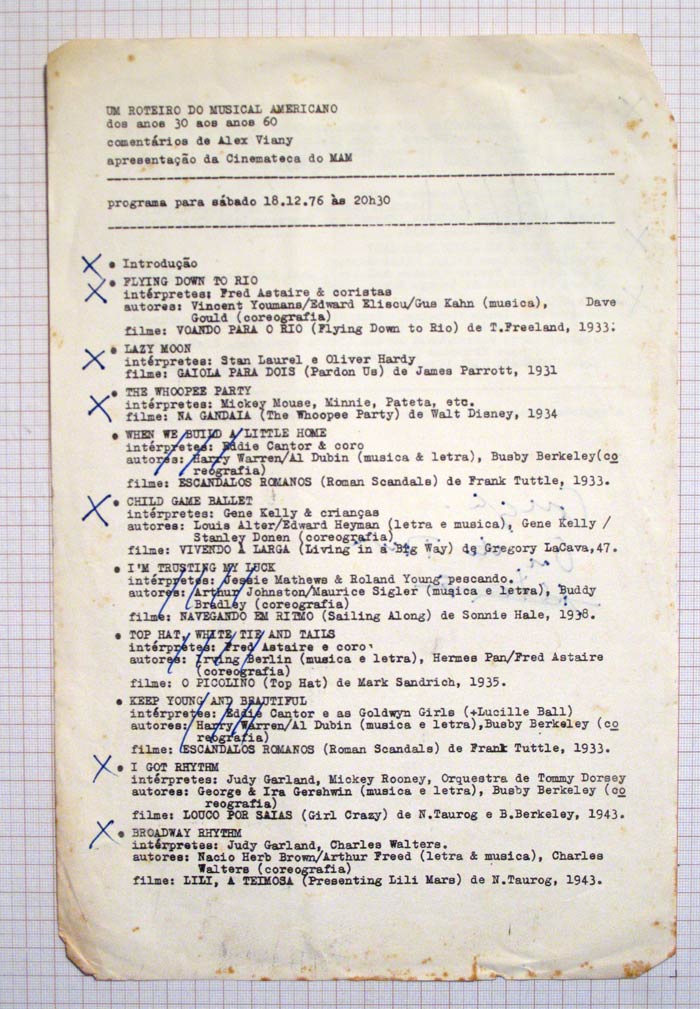 UM ROTEIRO DO MUSICAL AMERICANO
dos anos 30 aos anos 60
comentários de Alex Viany
apresentação da Cinemateca do MAM
programa para sábado 18.12.76 às 20h30
X • Introdução
X • FLYING DOWN TO RIO
intérpretes: Fred Astaire & coristas
autores: Vincent Youmans/Edward Eliscu/Gus Kahn (musica), Dave
Gould (coreografia)
filme: VOANDO PARA O RIO (Flying Down to Rio) de T.Freeland, 1933.
X • LAZY MOON
intérpretes: Stan Laurel e Oliver Hardy
filme: GAIOLA PARA DOIS (Pardon Us) de James Parrott, 1931
X • THE WHOOPEE PARTY
intérpretes: Mickey Mouse, Minnie, Pateta, etc.
filme: NA GANDAIA (The Whoopee Party) de Walt Disney, 1934
• WHEN WE BUILD A LITTLE HOME
intérpretes: Eddie Cantor & coro
autores: Harry Warren/Al Dubin (musica & letra), Busby Berkeley(co
reografia)
filme: ESCANDALOS ROMANOS (Roman Scandals) de Frank Tuttle, 1933.
X • CHILD GAME BALLET
intérpretes: Gene Kelly & crianças
autores: Louis Alter/Edward Heyman (letra e musica), Gene Kelly /
Stanley Donen (coreografia)
filme: VIVENDO À LARGA (Living in a Big Way) de Gregory LaCava,47.
• I'M TRUSTING MY LUCK
intérpretes: Jessie Mathews & Roland Young pescando.
autores: Arthur Johnston/Maurice Sigler (musica e letra), Buddy
Bradley (coreografia)
filme: NAVEGANDO EM RITMO (Sailing Along) de Sonnie Hale, 1938.
• TOP HAT, WHITE TIE AND TAILS
intérpretes: Fred Astaire e coro
autores: Irving Berlin (musica e letra), Hermes Pan/Fred Astaire
(coreografia)
filme: O PICOLINO (Top Hat) de Mark Sandrich, 1935.
• KEEP YOUNG AND BEAUTIFUL
intérpretes: Eddie Cantor e as Goldwyn Girls (+Lucille Ball)
autores: Harry Warren/Al Dubin (musica e letra),Busby Berkeley (co
reografia)
filme: ESCANDALOS ROMANOS (Roman Scandals) de Frank Tuttle, 1933.
X • I GOT RHYTHM
intérpretes: Judy Garland, Mickey Rooney, Orquestra de Tommy Dorsey
autores: George & Ira Gershwin (musica e letra), Busby Berkeley (co
reografia)
filme: LOUCO POR SAIAS (Girl Crazy) de N.Taurog e B.Berkeley, 1943.
X • BROADWAY RHYTHM
intérpretes: Judy Garland, Charles Walters.
autores: Nacio Herb Brown/Arthur Freed (letra & musica), Charles
Walters (coreografia)
filme: LILI, A TEIMOSA (Presenting Lili Mars) de N.Taurog, 1943.